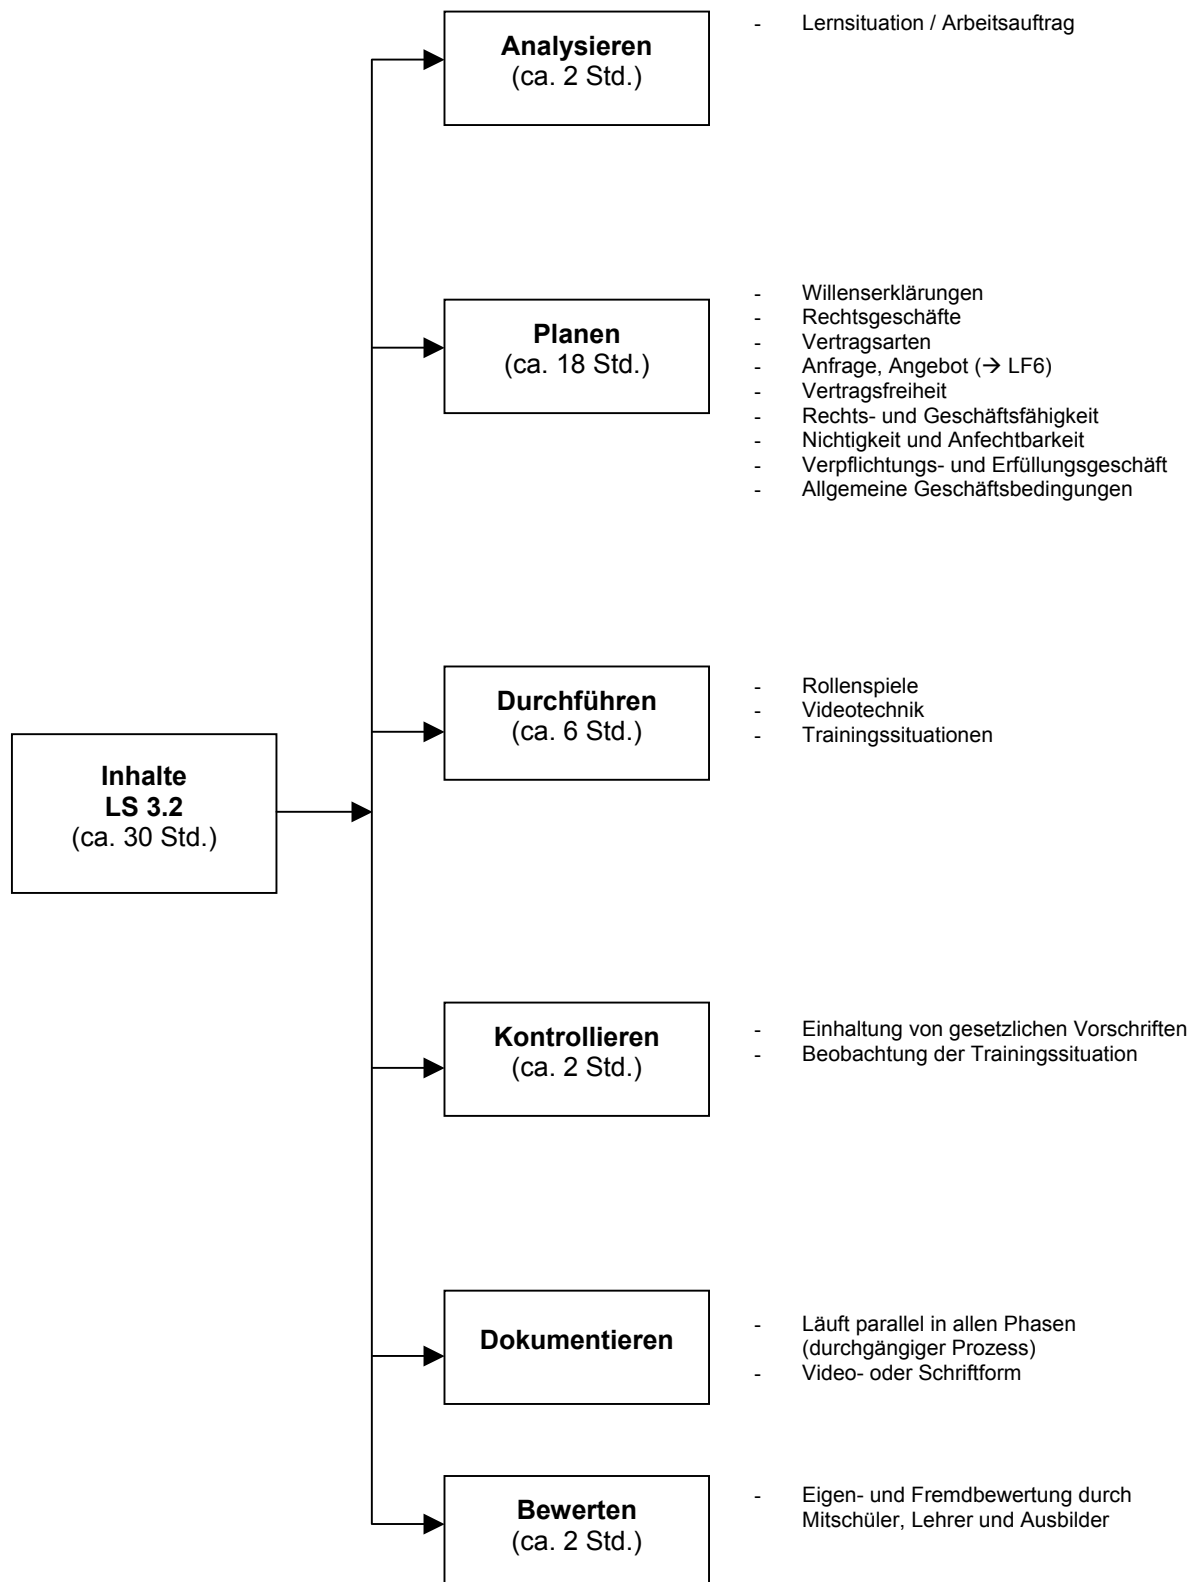 Analysieren
(ca. 2 Std.)
- Lernsituation / Arbeitsauftrag
Planen
(ca. 18 Std.)
- Willenserklärungen
- Rechtsgeschäfte
- Vertragsarten
- Anfrage, Angebot (→ LF6)
- Vertragsfreiheit
- Rechts- und Geschäftsfähigkeit
- Nichtigkeit und Anfechtbarkeit
- Verpflichtungs- und Erfüllungsgeschäft
- Allgemeine Geschäftsbedingungen
Durchführen
(ca. 6 Std.)
- Rollenspiele
- Videotechnik
- Trainingssituationen
Inhalte
LS 3.2
(ca. 30 Std.)
Kontrollieren
(ca. 2 Std.)
- Einhaltung von gesetzlichen Vorschriften
- Beobachtung der Trainingssituation
Dokumentieren
- Läuft parallel in allen Phasen
(durchgängiger Prozess)
- Video- oder Schriftform
Bewerten
(ca. 2 Std.)
- Eigen- und Fremdbewertung durch
Mitschüler, Lehrer und Ausbilder